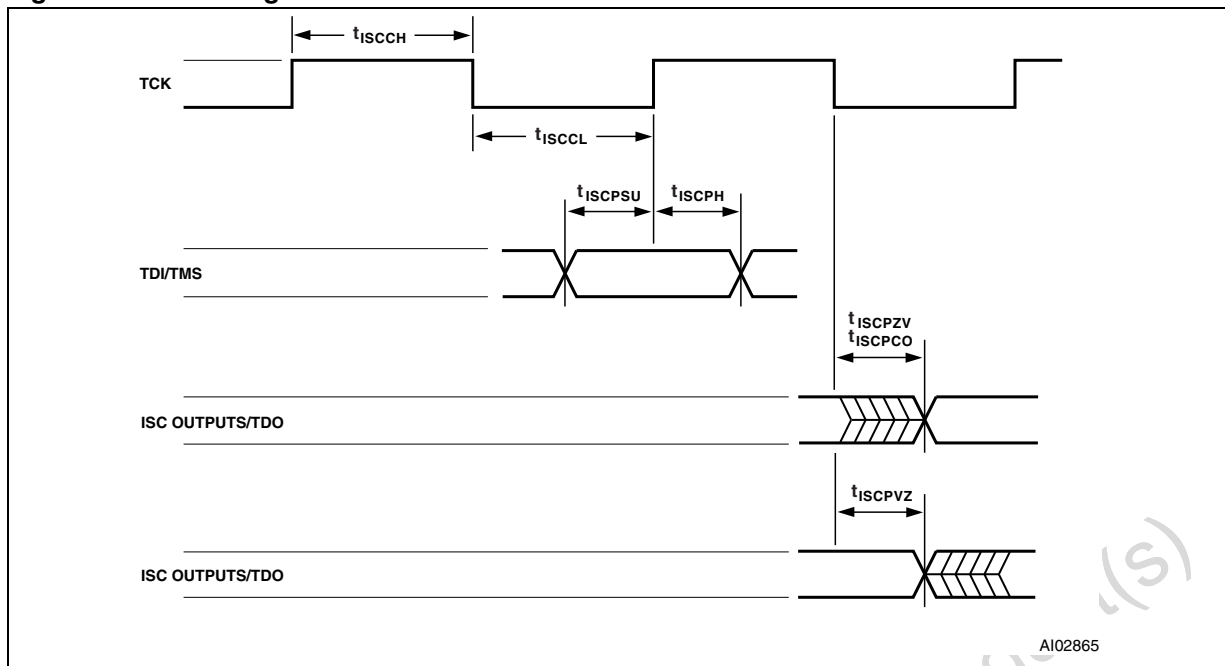 tISCCH
TCK
tISCCL
tISCPSU
tISCPH
TDI/TMS
tISCPZV
tISCPCO
ISC OUTPUTS/TDO
tISCPVZ
ISC OUTPUTS/TDO
AI02865